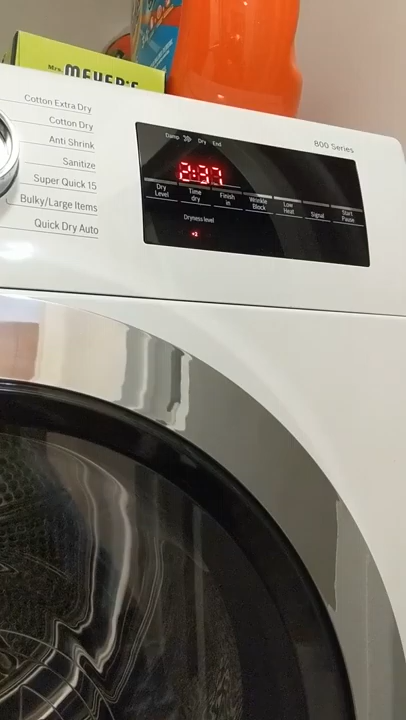 Mrs.
MEYER'S
Cotton Extra Dry
Cotton Dry
Anti Shrink
Sanitize
Super Quick 15
Bulky/Large Items
Quick Dry Auto
800 Series
Damp Dry End
2:37
Dry Level
Time dry
Finish in
Wrinkle Block
Low Heat
Signal
Start Pause
Dryness level
+2